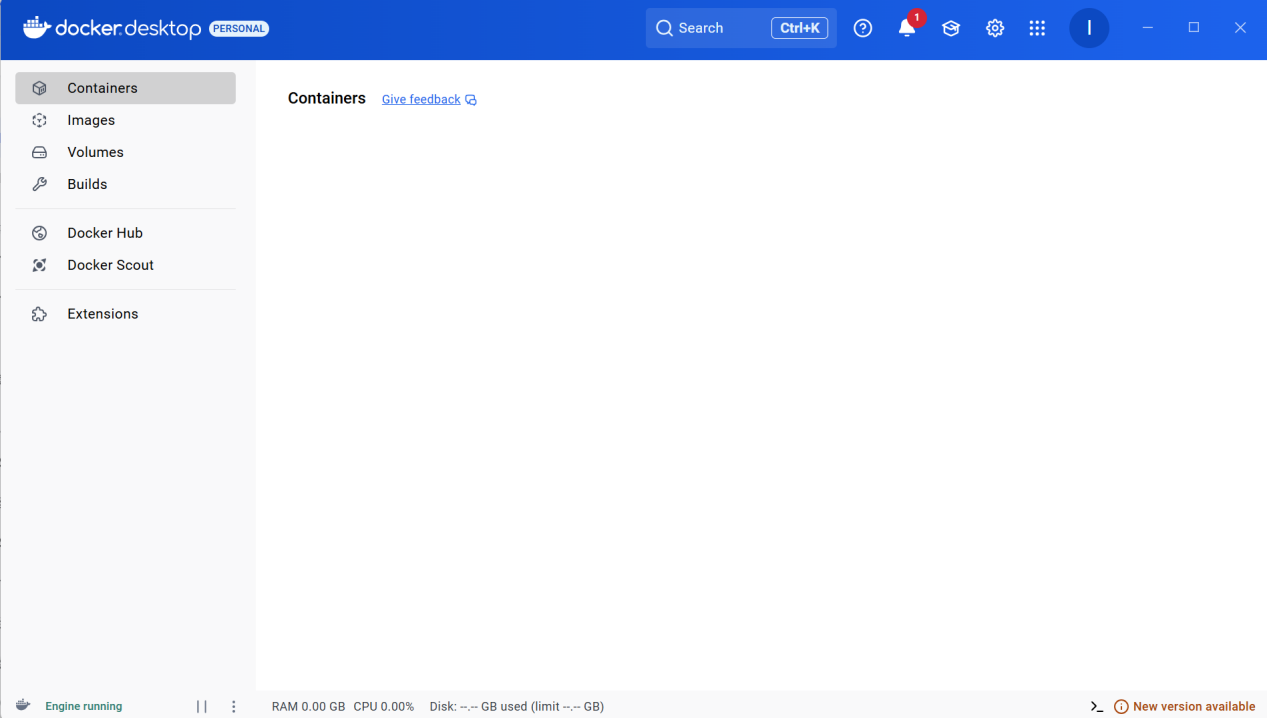 docker.desktop PERSONAL
Search Ctrl+K
1
I
Containers
Images
Volumes
Builds
Docker Hub
Docker Scout
Extensions
Containers Give feedback
Engine running
RAM 0.00 GB CPU 0.00% Disk: --.-- GB used (limit --.-- GB)
New version available